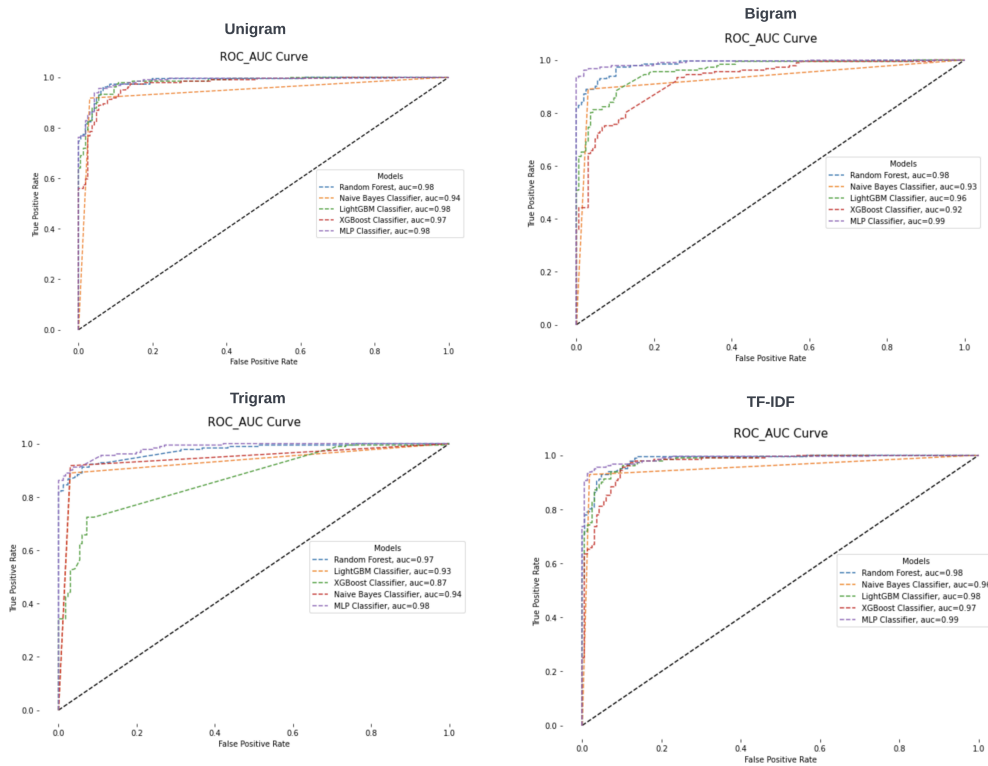 Unigram
ROC_AUC Curve
1.0
0.8
0.6
0.4
0.2
0.0
True Positive Rate
Models
Random Forest, auc=0.98
Naive Bayes Classifier, auc=0.94
LightGBM Classifier, auc=0.98
XGBoost Classifier, auc=0.97
MLP Classifier, auc=0.98
0.0 0.2 0.4 0.6 0.8 1.0
False Positive Rate
Bigram
ROC_AUC Curve
1.0
0.8
0.6
0.4
0.2
0.0
True Positive Rate
Models
Random Forest, auc=0.98
Naive Bayes Classifier, auc=0.93
LightGBM Classifier, auc=0.96
XGBoost Classifier, auc=0.92
MLP Classifier, auc=0.99
0.0 0.2 0.4 0.6 0.8 1.0
False Positive Rate
Trigram
ROC_AUC Curve
1.0
0.8
0.6
0.4
0.2
0.0
True Positive Rate
Models
Random Forest, auc=0.97
LightGBM Classifier, auc=0.93
XGBoost Classifier, auc=0.87
Naive Bayes Classifier, auc=0.94
MLP Classifier, auc=0.98
0.0 0.2 0.4 0.6 0.8 1.0
False Positive Rate
TF-IDF
ROC_AUC Curve
1.0
0.8
0.6
0.4
0.2
0.0
True Positive Rate
Models
Random Forest, auc=0.98
Naive Bayes Classifier,
LightGBM Classifier, auc=0.98
XGBoost Classifier, auc=0.97
MLP Classifier, auc=0.99
0.0 0.2 0.4 0.6 0.8 1.0
False Positive Rate